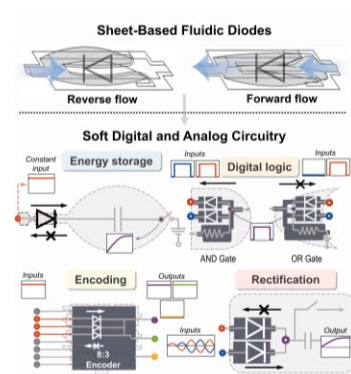 Sheet-Based Fluidic Diodes
Reverse flow
Forward flow
Soft Digital and Analog Circuitry
Constant
input
Energy storage
Inputs
Digital logic
Inputs
AND Gate
OR Gate
Inputs
Encoding
Outputs
8:3
Encoder
Rectification
Inputs
Output